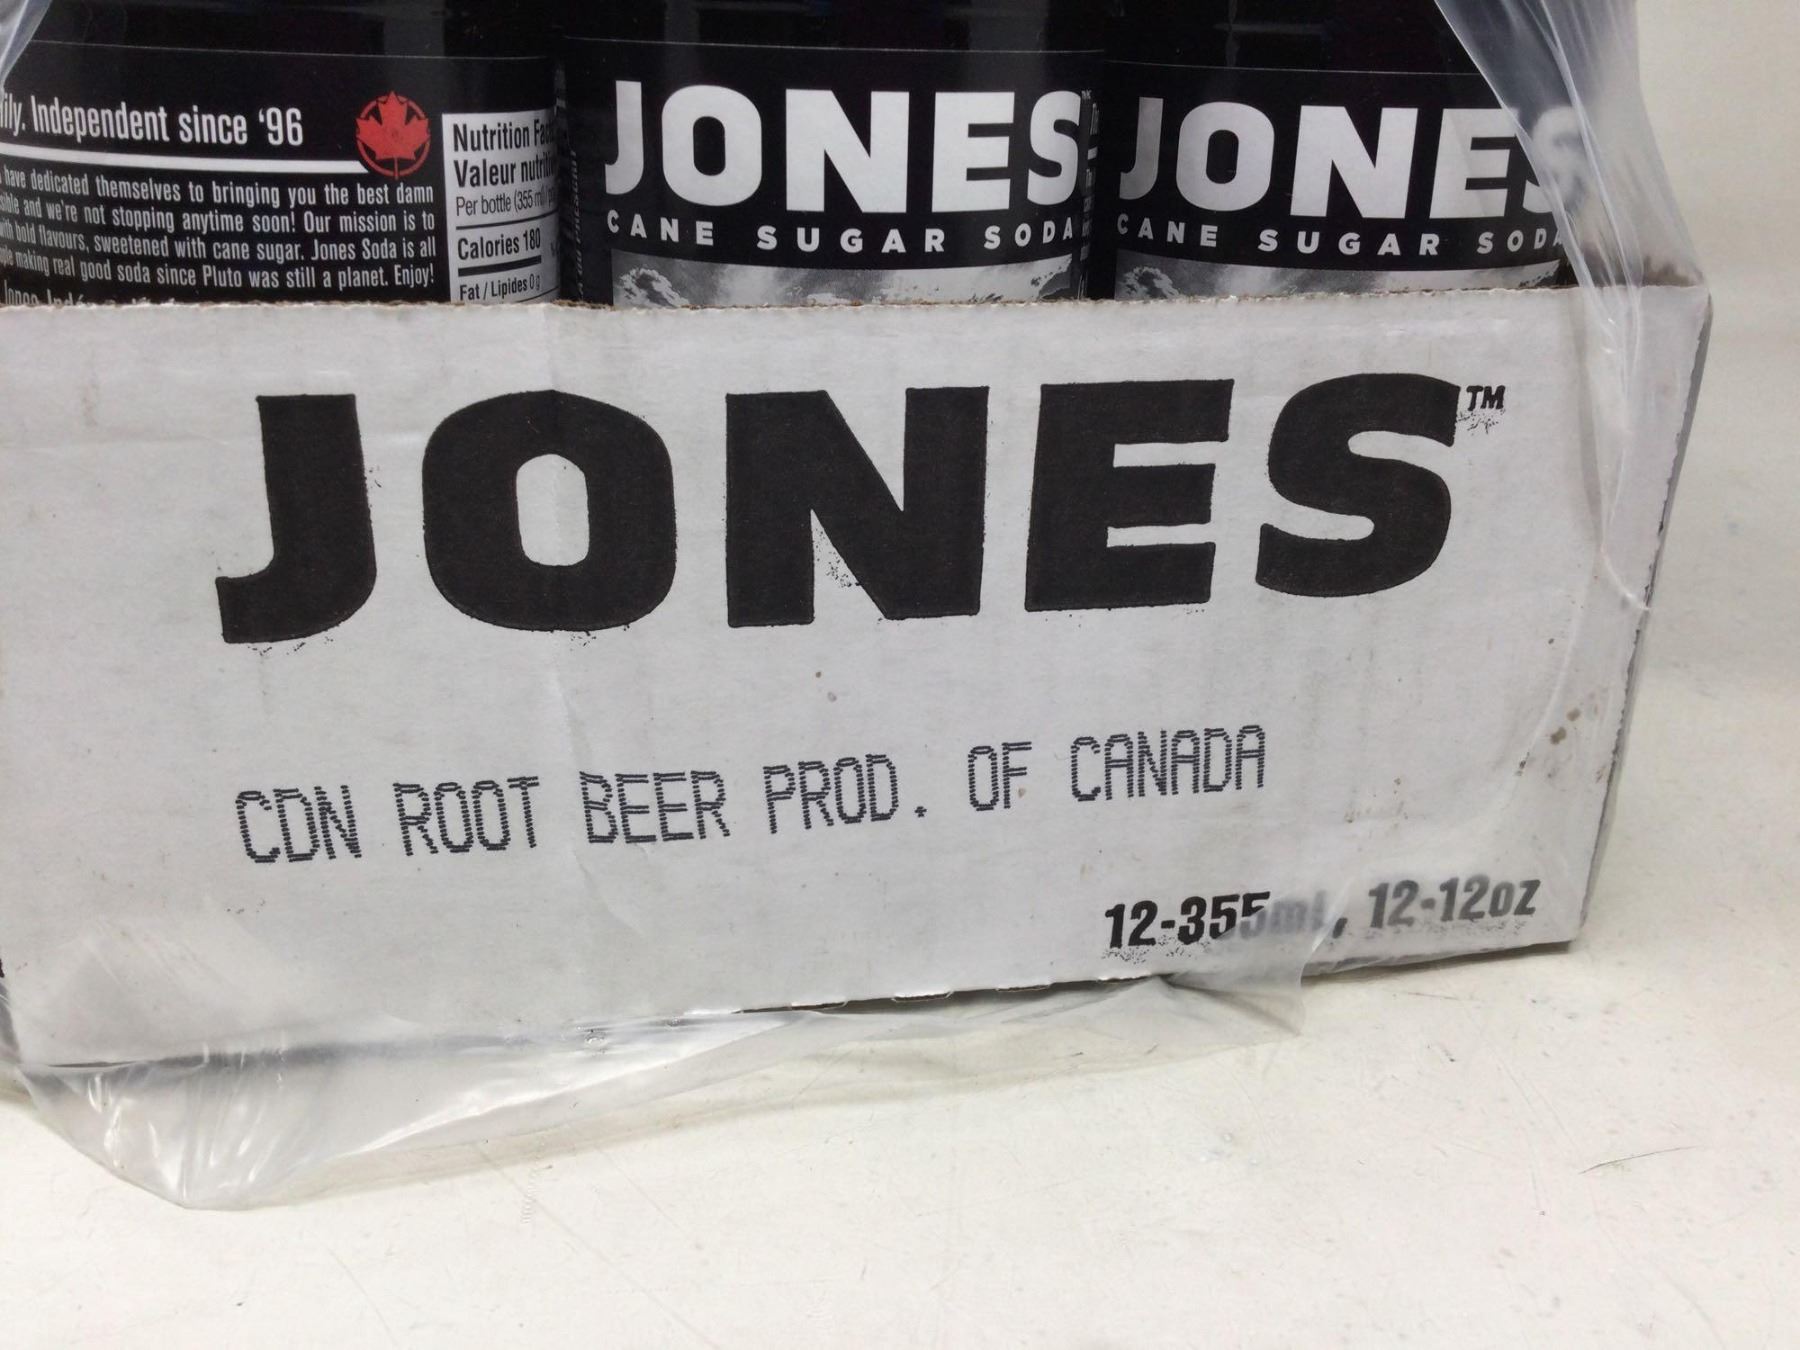 Independent since '96
have dedicated themselves to bringing you the best damn
and we're not stopping anytime soon! Our mission is to
bold flavours, sweetened with cane sugar. Jones Soda is all
making real good soda since Pluto was still a planet. Enjoy!
Nutrition
Valeur
Per bottle (355
Calories 180
Fat / Lipides 0 g
JONES
CANE SUGAR SODA
JONES
CANE SUGAR SODA
JONES™
CDN ROOT BEER PROD. OF CANADA
12-355ml, 12-12oz